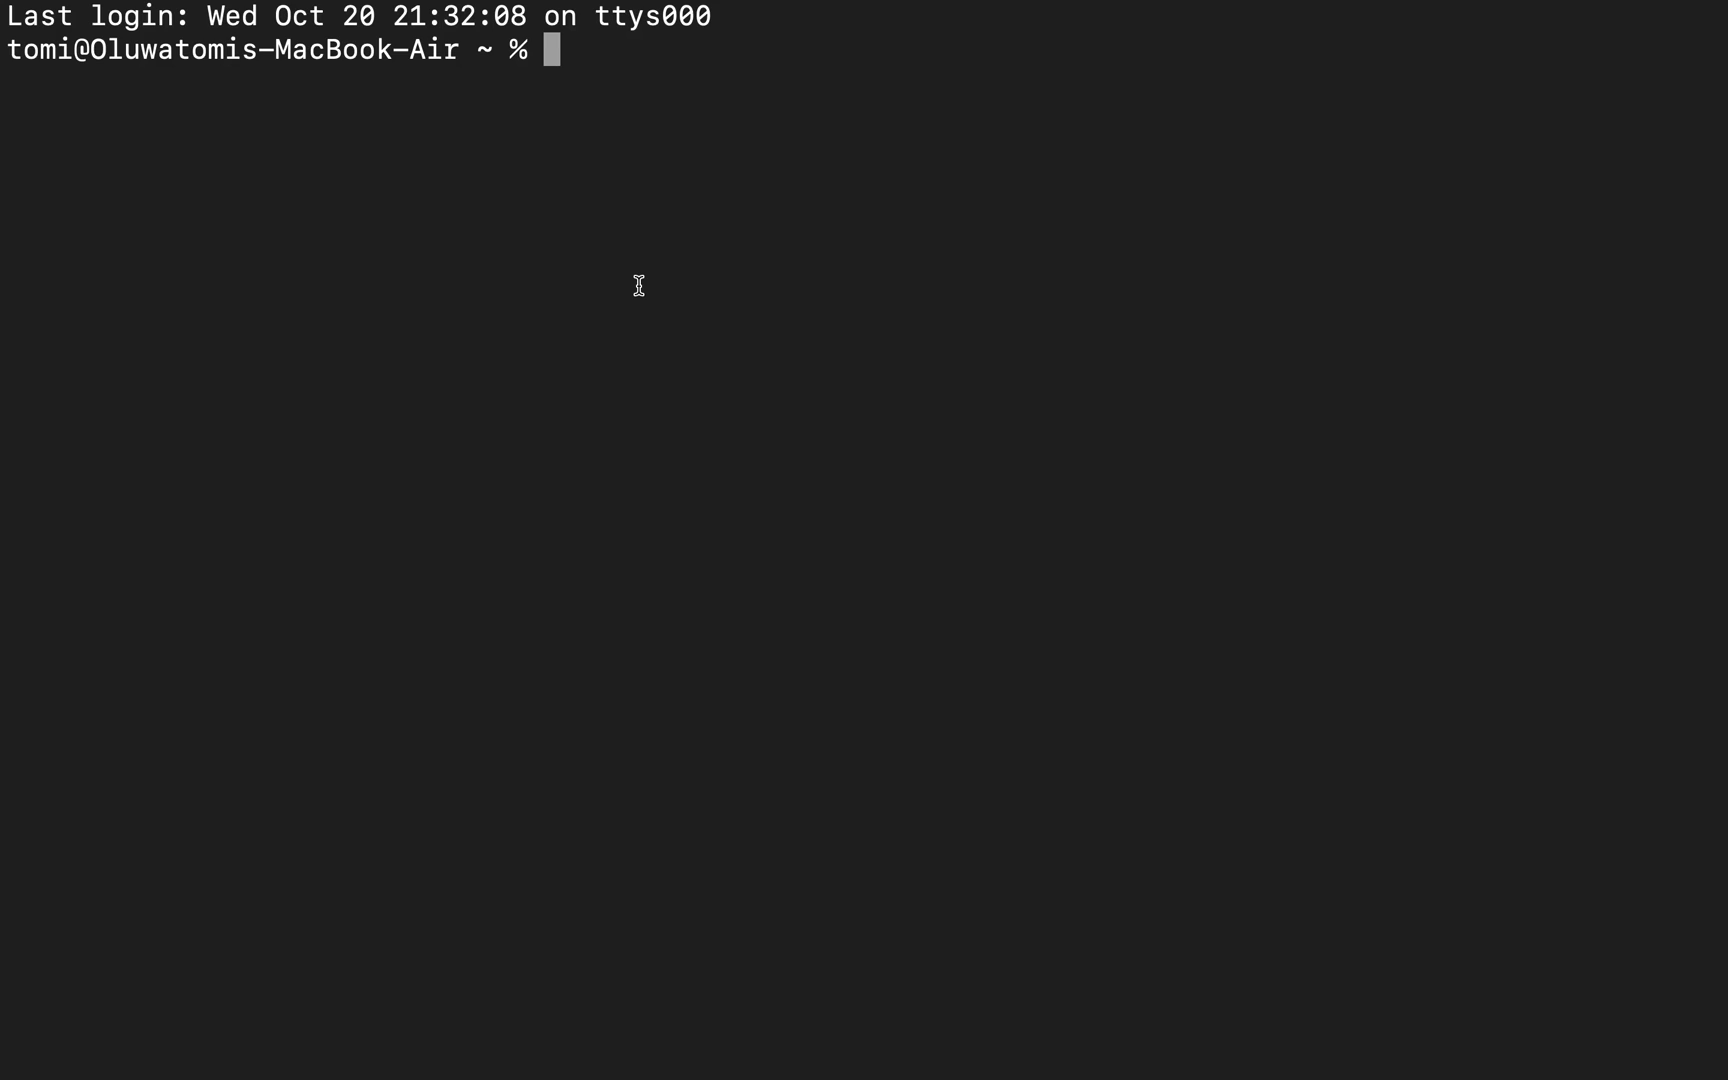 Last login: Wed Oct 20 21:32:08 on ttys000
tomi@Oluwatomis-MacBook-Air ~ %